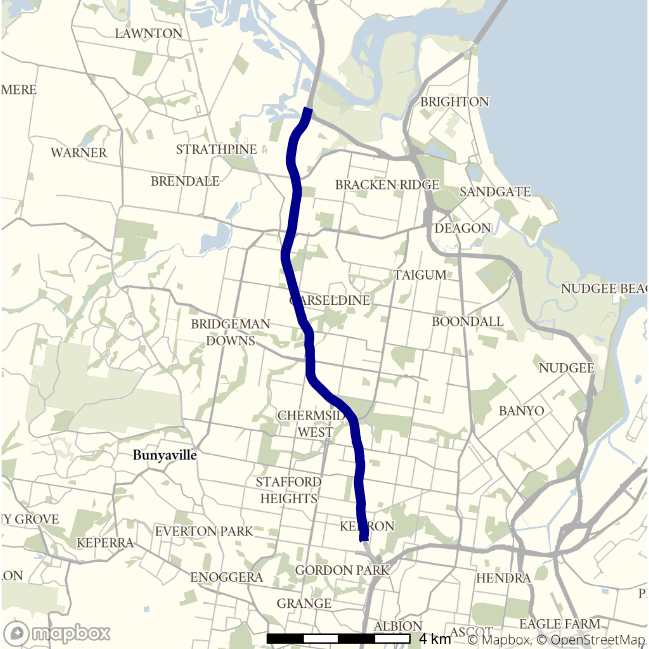 LAWNTON
MERE
BRIGHTON
WARNER
STRATHPINE
BRENDALE
BRACKEN RIDGE
SANDGATE
DEAGON
TAIGUM
NUDGEE BEAC
CARSELDINE
BRIDGEMAN
DOWNS
BOONDALL
NUDGEE
BANYO
CHERMSID
WEST
Bunyaville
STAFFORD
HEIGHTS
NY GROVE
KEPERRA
EVERTON PARK
KEDRON
GORDON PARK
ENOGGERA
HENDRA
GRANGE
ALBION
ASCOT
EAGLE FARM
mapbox
4 km
© Mapbox, © OpenStreetMap